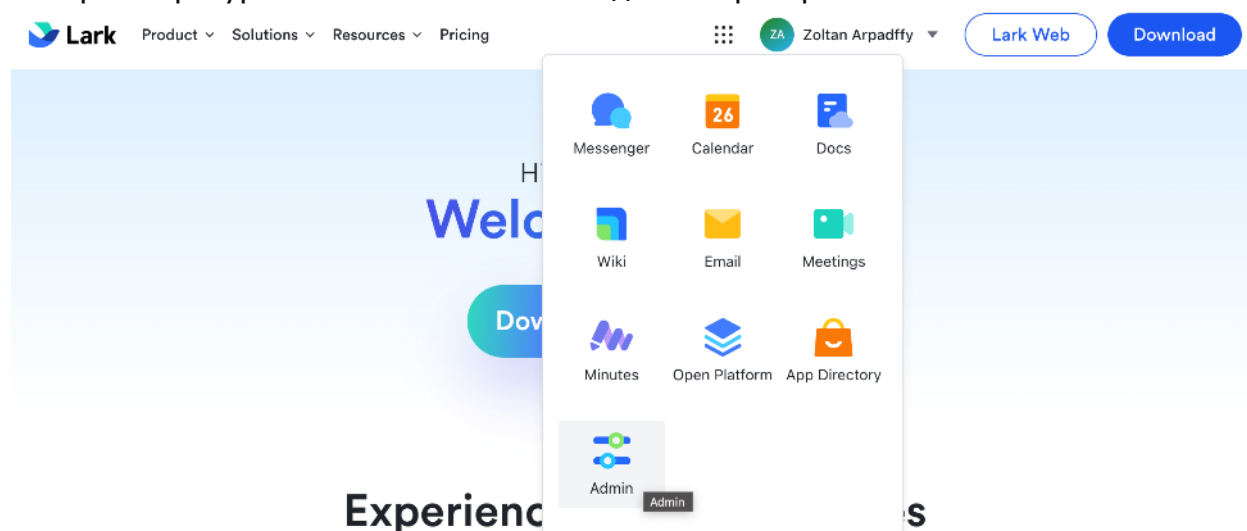 Lark Product Solutions Resources Pricing ZA Zoltan Arpadffy Lark Web Download
Messenger Calendar 26 Docs
Wiki Email Meetings
Minutes Open Platform App Directory
Admin
Admin